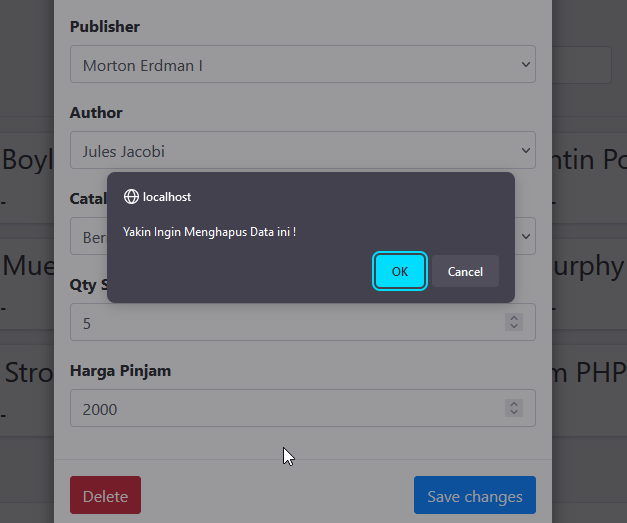 Publisher
Morton Erdman I
Author
Jules Jacobi
localhost
Yakin Ingin Menghapus Data ini !
OK
Cancel
5
Harga Pinjam
2000
Delete
Save changes